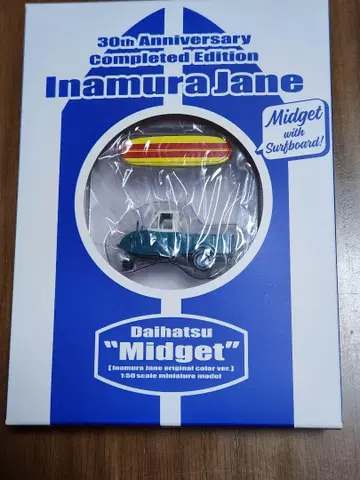 30th Anniversary
Completed Edition
Inamura Jane
Midget
with
Surfboard!
Daihatsu
"Midget"
[Inamura Jane original color ver.]
1:50 scale miniature model